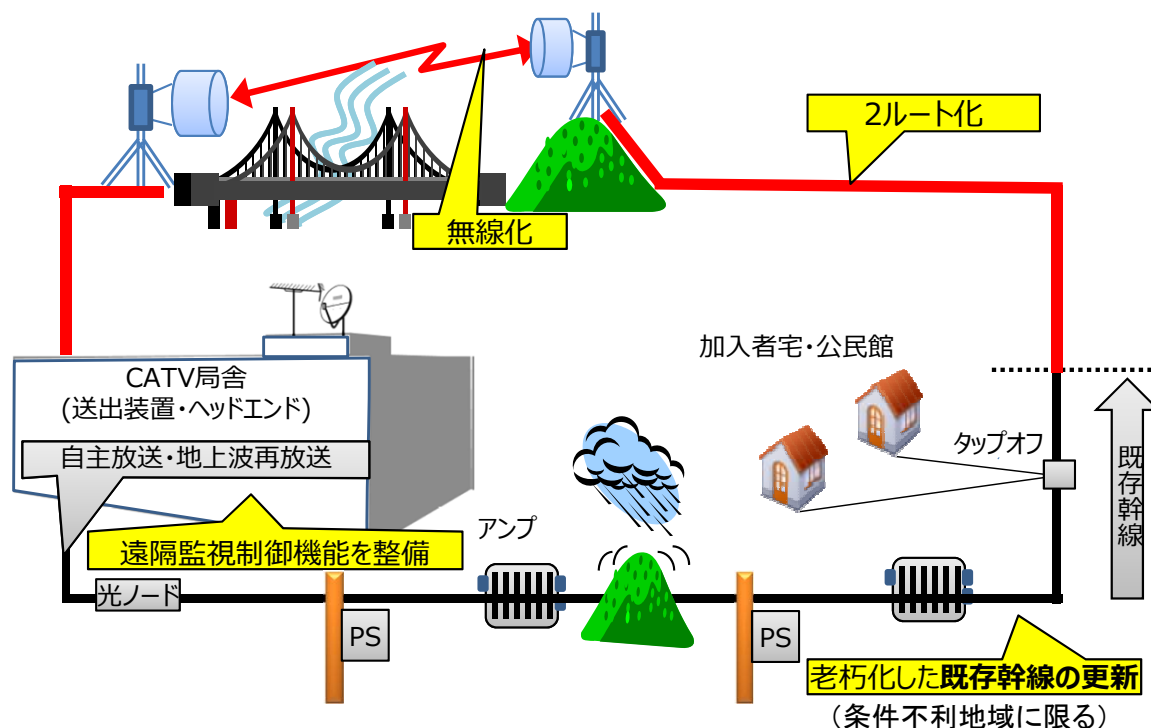 2ルート化
無線化
加入者宅・公民館
CATV局舎
(送出装置・ヘッドエンド)
自主放送・地上波再放送
タップオフ
既存幹線
遠隔監視制御機能を整備
アンプ
光ノード
PS
PS
老朽化した既存幹線の更新
(条件不利地域に限る)